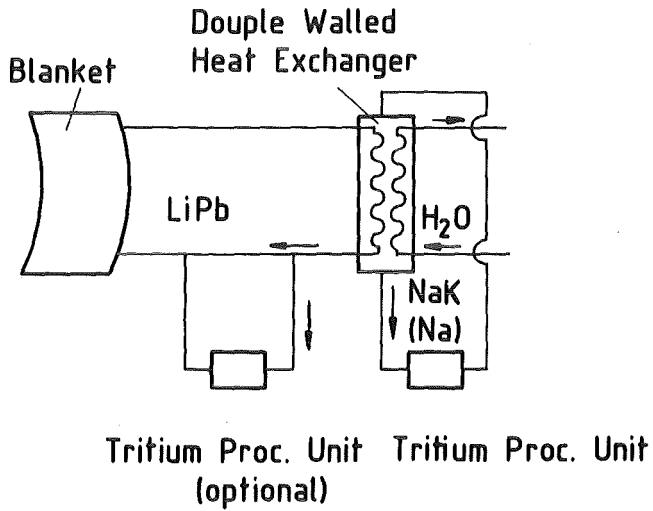 Douple Walled
Heat Exchanger
Blanket
LiPb
H₂O
NaK
(Na)
Tritium Proc. Unit
(optional)
Tritium Proc. Unit